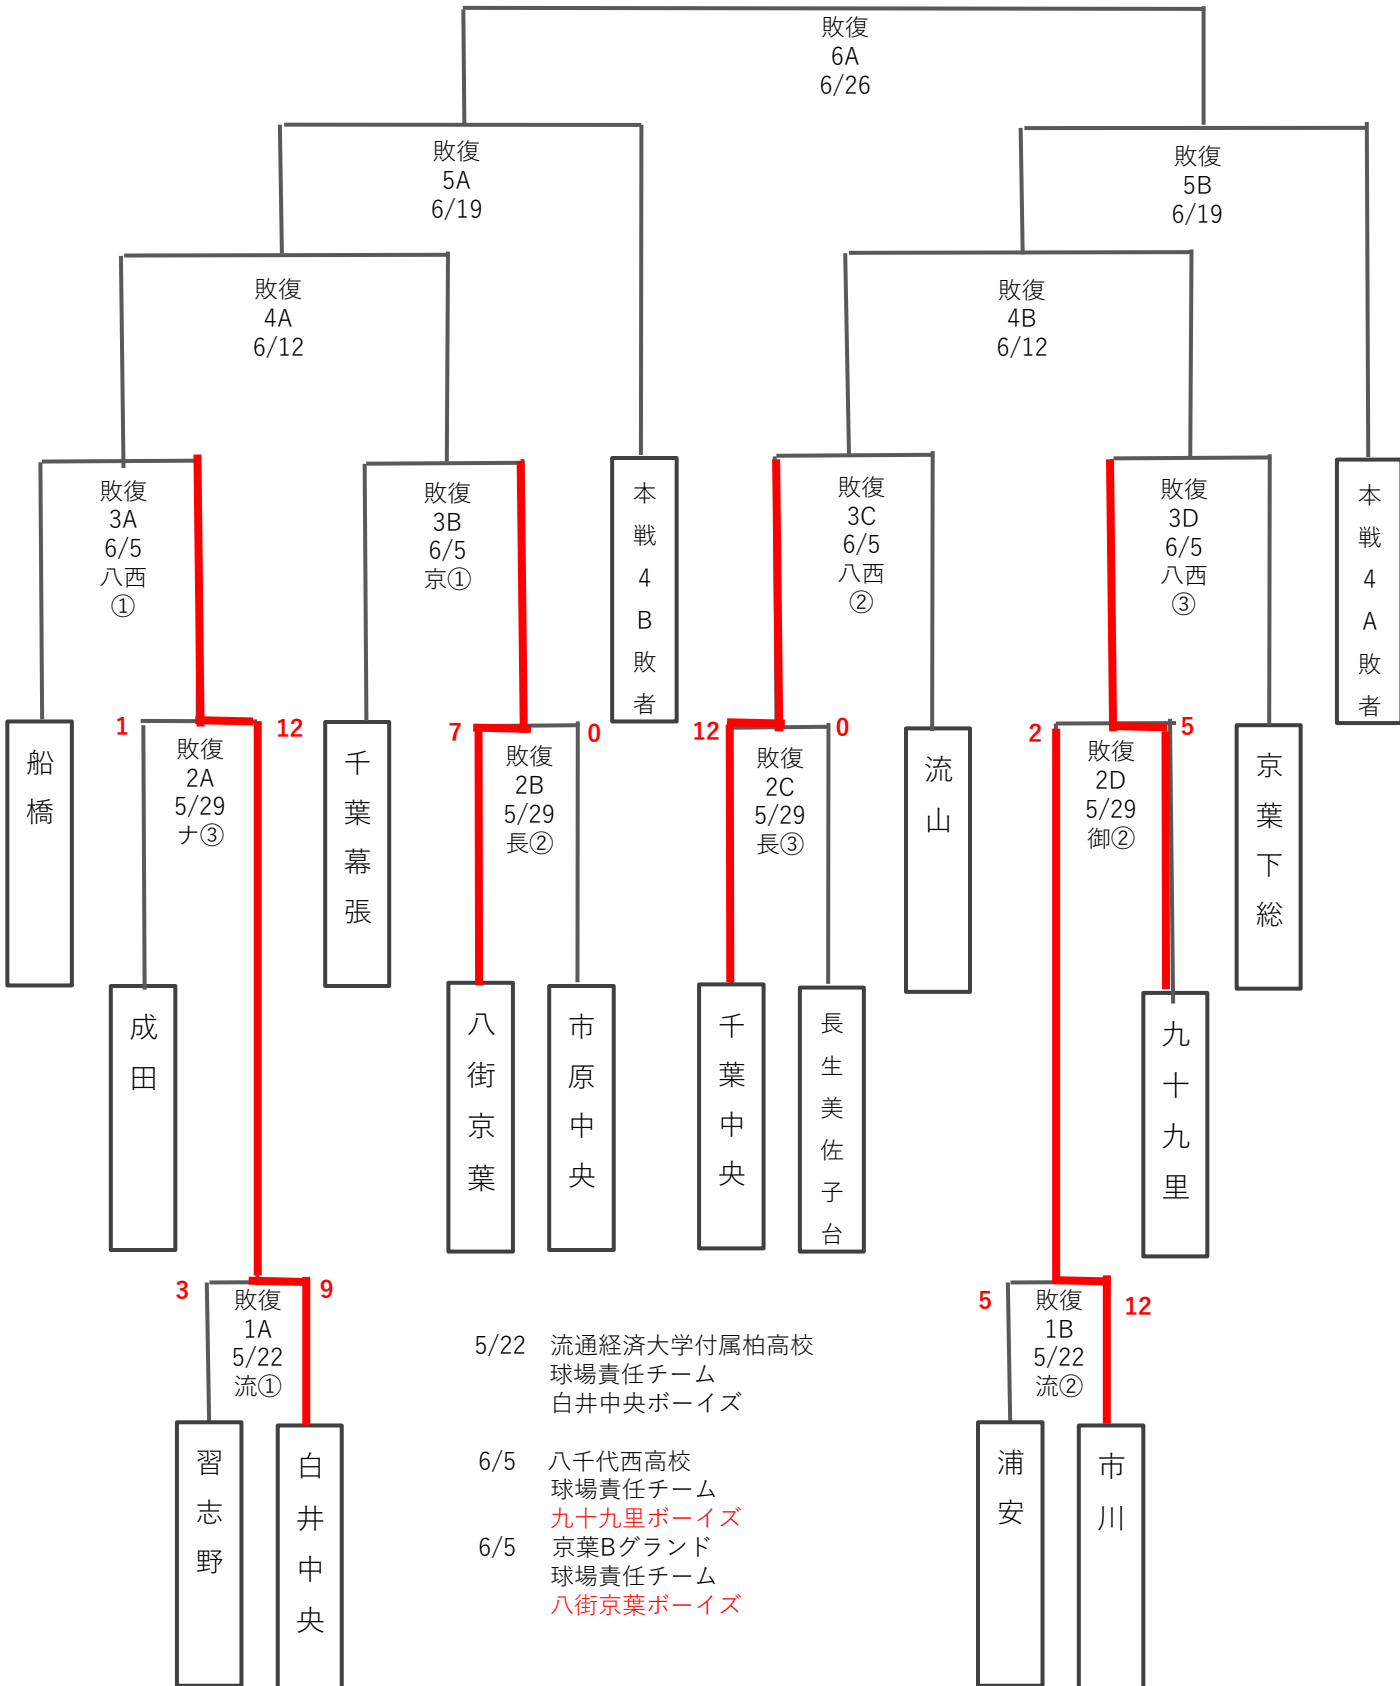 敗復
6A
6/26
敗復
5A
6/19
敗復
5B
6/19
敗復
4A
6/12
敗復
4B
6/12
敗復
3A
6/5
八西
①
敗復
3B
6/5
京①
本戦4B敗者
敗復
3C
6/5
八西
②
敗復
3D
6/5
八西
③
本戦4A敗者
船橋
1
12
敗復
2A
5/29
ナ③
千葉幕張
7
0
敗復
2B
5/29
長②
12
0
敗復
2C
5/29
長③
流山
2
5
敗復
2D
5/29
御②
京葉下総
成田
八街京葉
市原中央
千葉中央
長生美佐子台
九十九里
3
9
敗復
1A
5/22
流①
5
12
敗復
1B
5/22
流②
習志野
白井中央
5/22 流通経済大学付属柏高校
球場責任チーム
白井中央ボーイズ
6/5 八千代西高校
球場責任チーム
九十九里ボーイズ
6/5 京葉Bグランド
球場責任チーム
八街京葉ボーイズ
浦安
市川